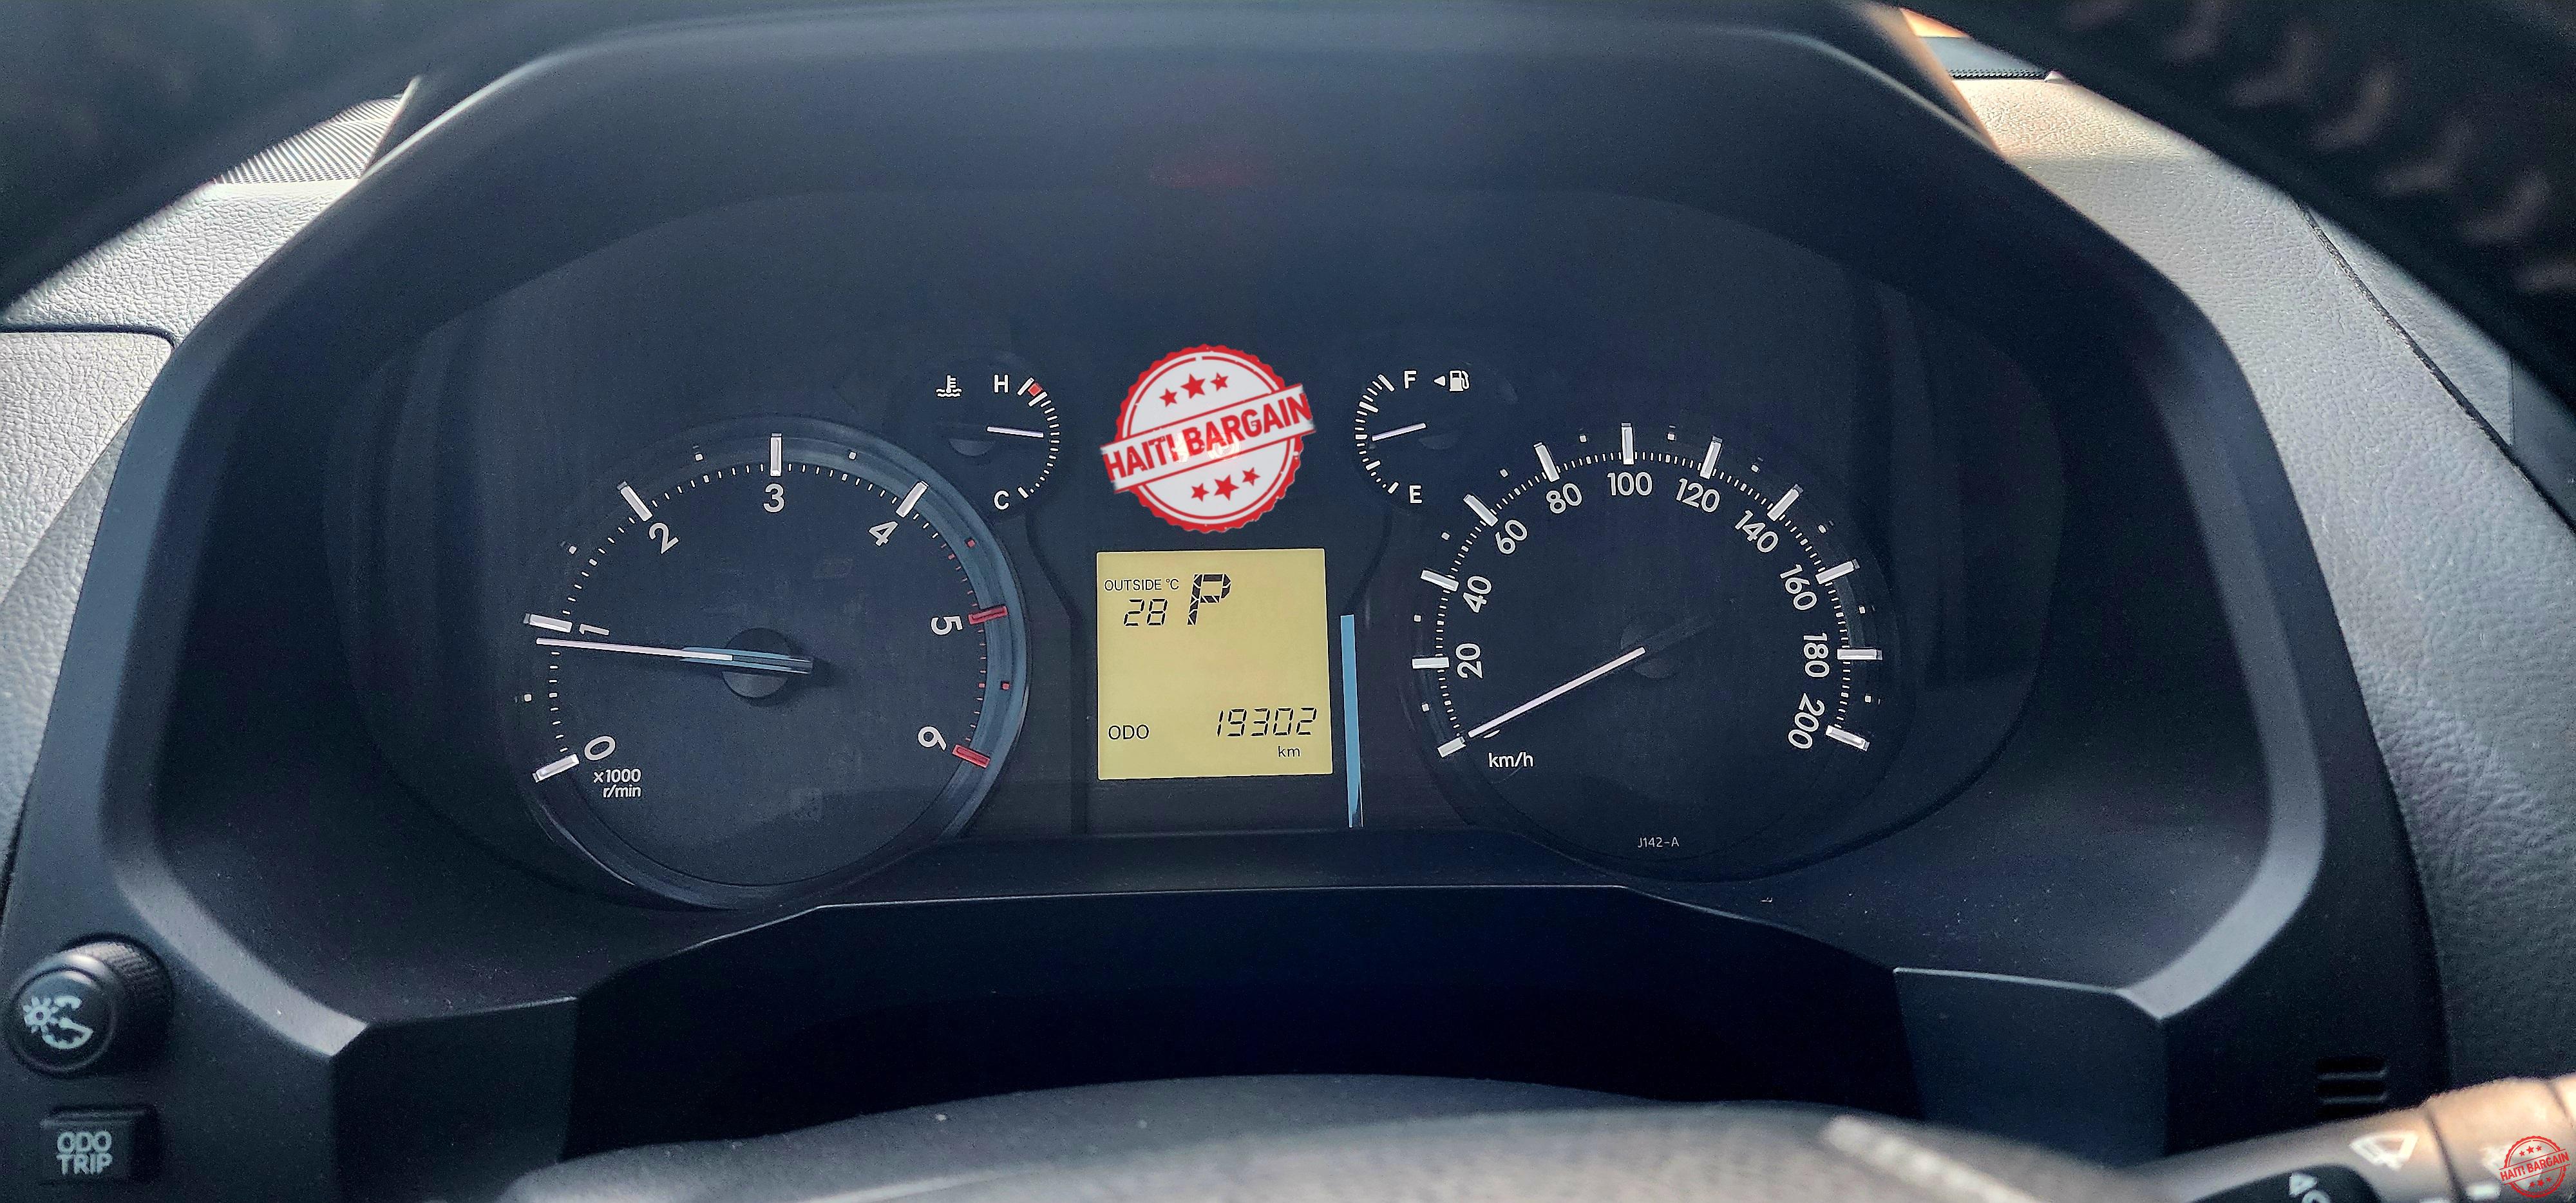 H
C
HAITI BARGAIN
F
E
0
1
2
3
4
5
6
x1000
r/min
OUTSIDE °C
28 P
ODO 19302
km
20
40
60
80
100
120
140
160
180
200
km/h
J142-A
ODO
TRIP
HAITI BARGAIN